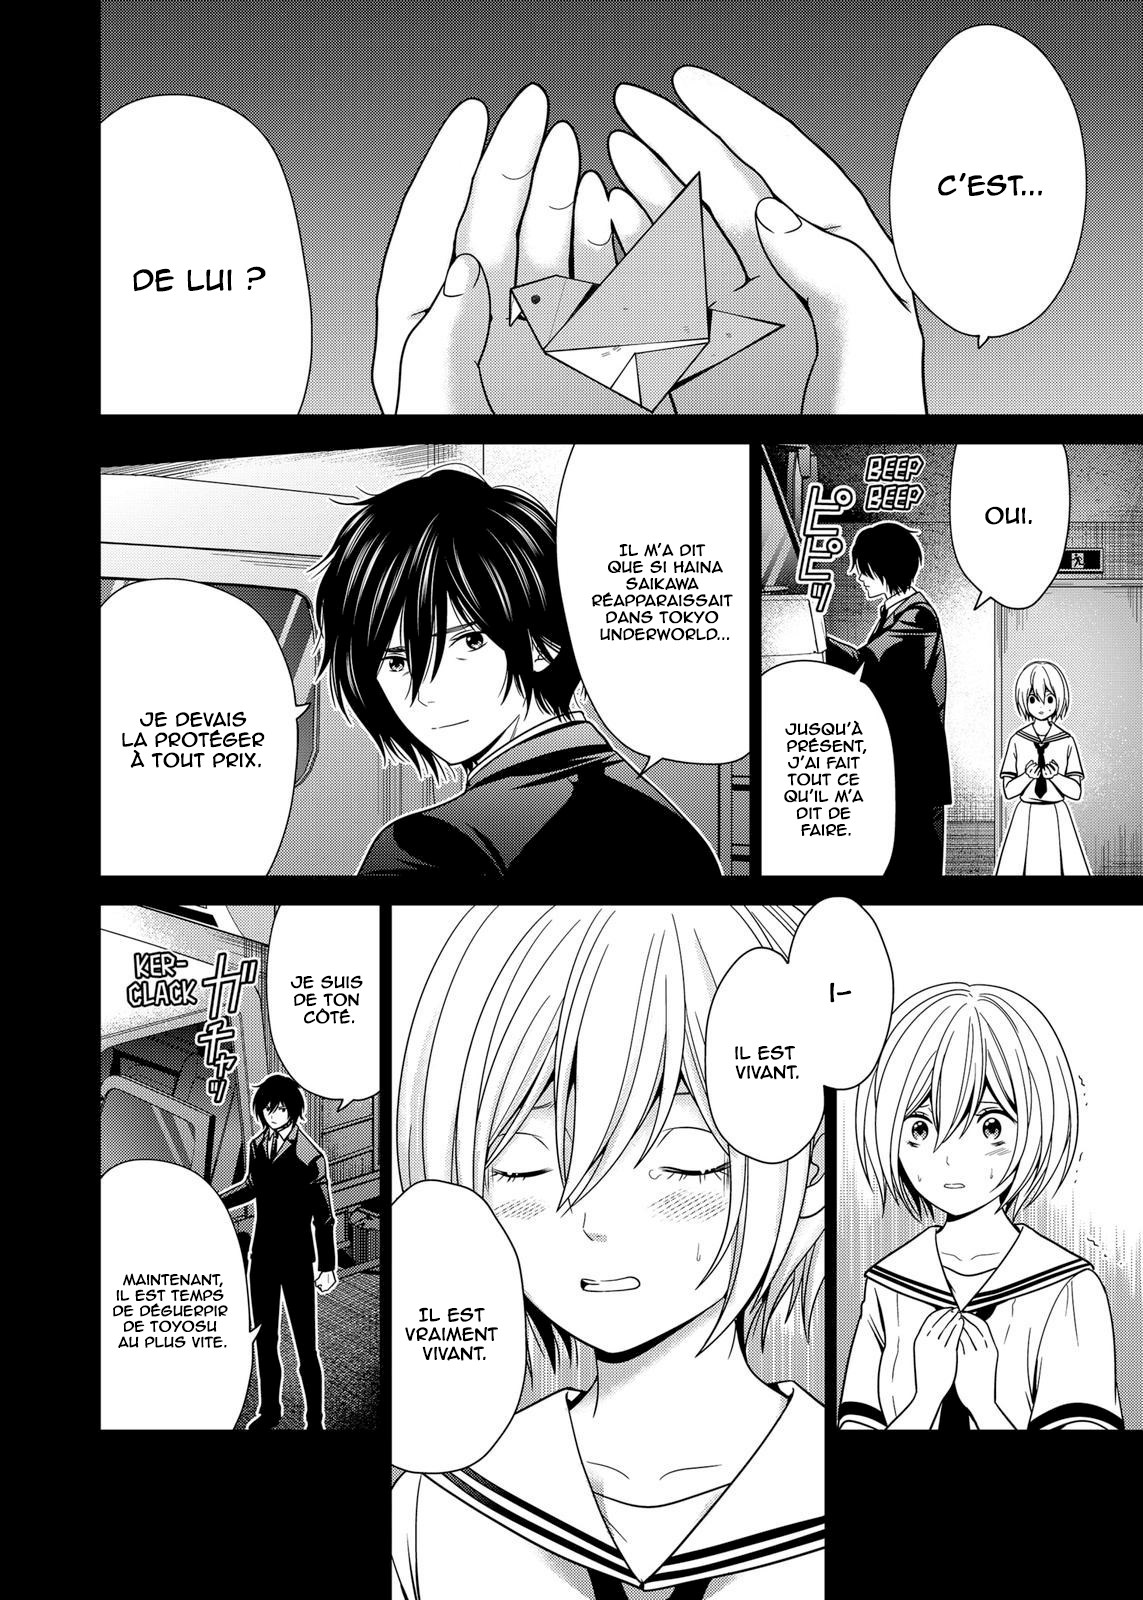 C'EST...
DE LUI ?
OUI.
BEEP
BEEP
ピピピッ
JUSQU'À
PRÉSENT,
J'AI FAIT
TOUT CE
QU'IL M'A
DIT DE
FAIRE.
IL M'A DIT
QUE SI HAINA
SAIKAWA
RÉAPPARAISSAIT
DANS TOKYO
UNDERWORLD...
JE DEVAIS
LA PROTÉGER
À TOUT PRIX.
I-
IL EST
VIVANT.
IL EST
VRAIMENT
VIVANT.
JE SUIS
DE TON
CÔTÉ.
KER-
CLACK
ガチャッ
MAINTENANT,
IL EST TEMPS
DE DÉGUERPIR
DE TOYOSU
AU PLUS VITE.